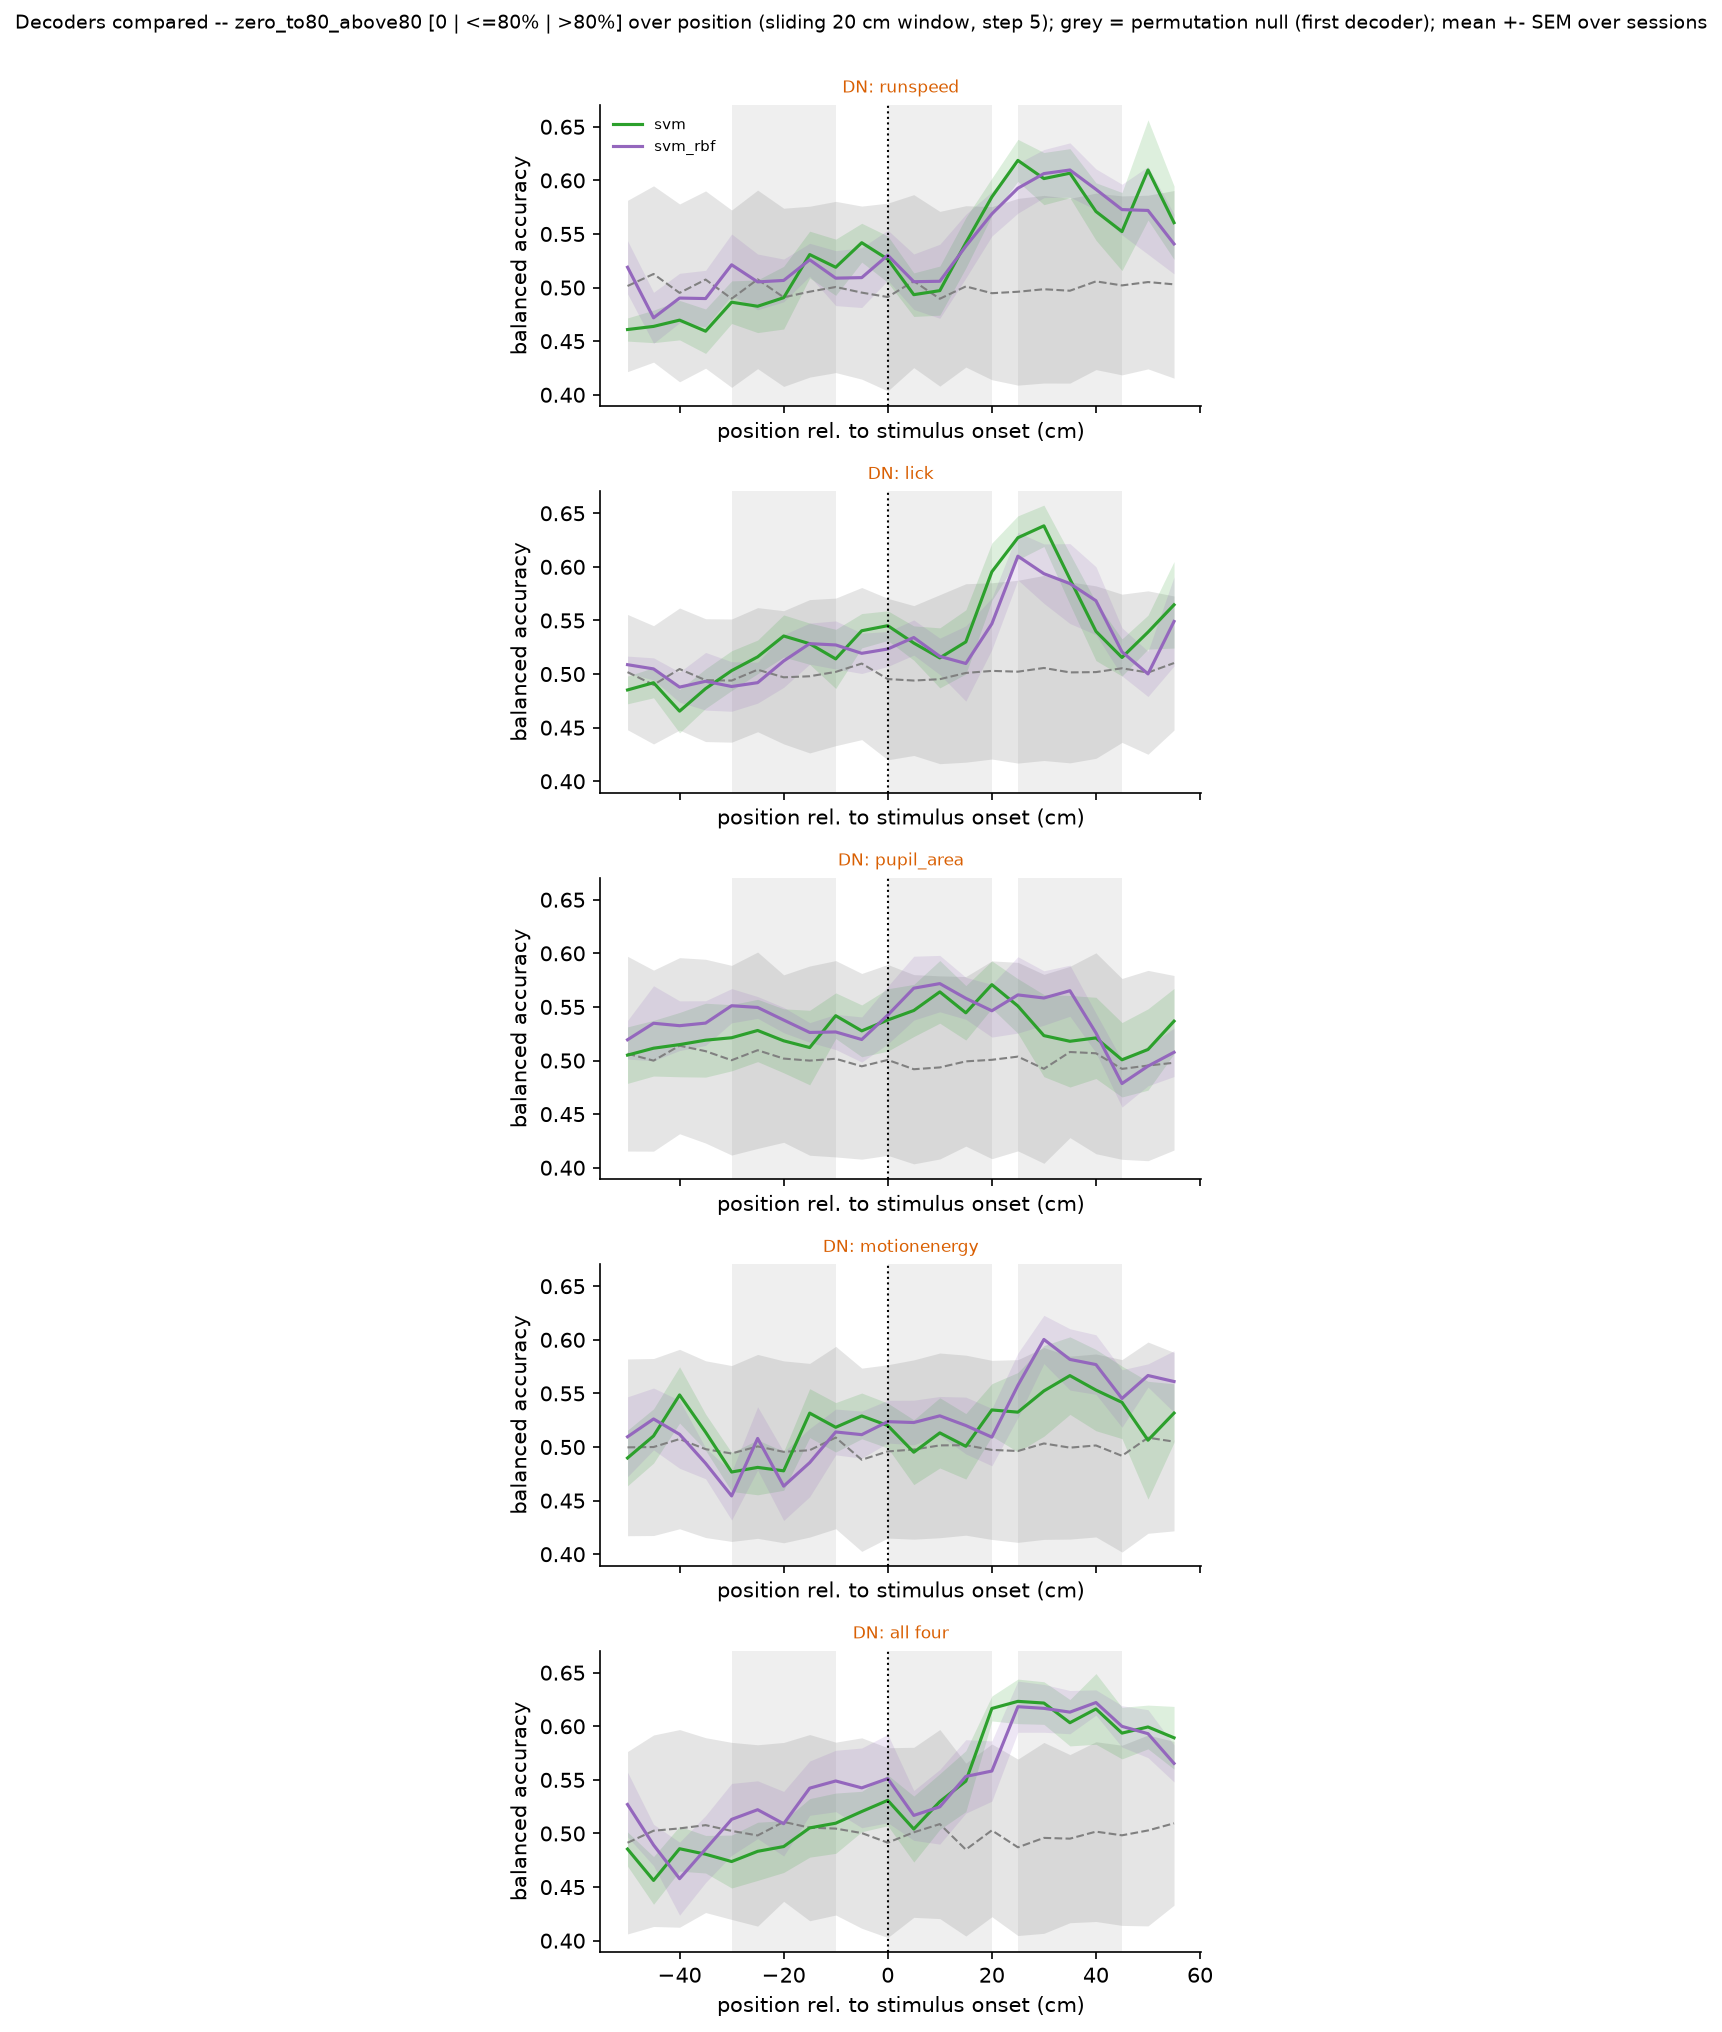 Decoders compared -- zero_to80_above80 [0 | <=80% | >80%] over position (sliding 20 cm window, step 5); grey = permutation null (first decoder); mean +- SEM over sessions
DN: runspeed
svm
svm_rbf
0.65
0.60
0.55
0.50
0.45
0.40
balanced accuracy
position rel. to stimulus onset (cm)
DN: lick
0.65
0.60
0.55
0.50
0.45
0.40
balanced accuracy
position rel. to stimulus onset (cm)
DN: pupil_area
0.65
0.60
0.55
0.50
0.45
0.40
balanced accuracy
position rel. to stimulus onset (cm)
DN: motionenergy
0.65
0.60
0.55
0.50
0.45
0.40
balanced accuracy
position rel. to stimulus onset (cm)
DN: all four
0.65
0.60
0.55
0.50
0.45
0.40
balanced accuracy
−40 −20 0 20 40 60
position rel. to stimulus onset (cm)